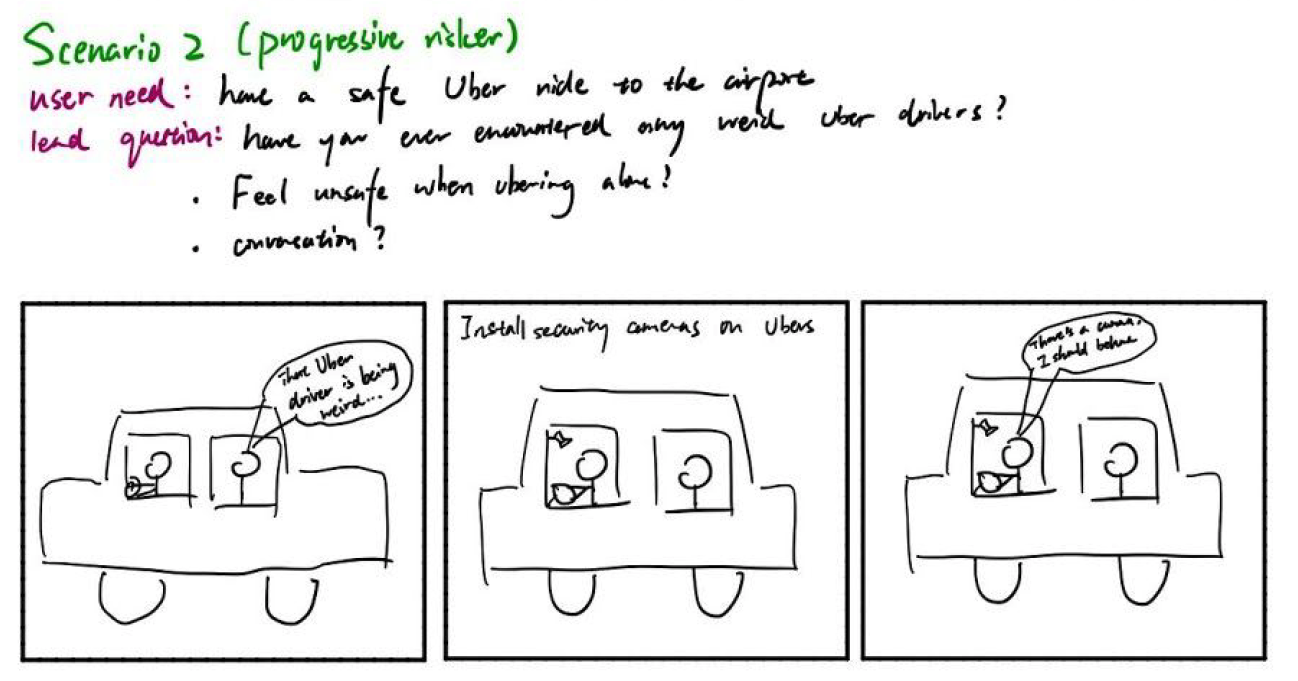 Scenario 2 (progressive risker)
user need: have a safe Uber ride to the airport
lead question: have you ever encountered any weird Uber drivers?
• Feel unsafe when ubering alone?
• conversation?
This Uber
driver is being
weird...
Install security cameras on Ubers
There's a camera,
I should behave